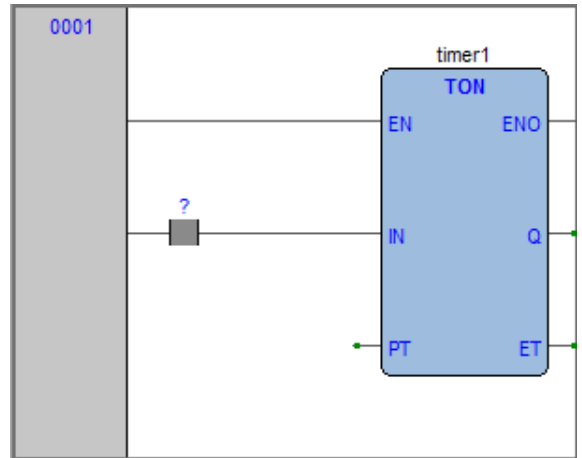 0001
timer1
TON
EN ENO
?
IN Q
PT ET